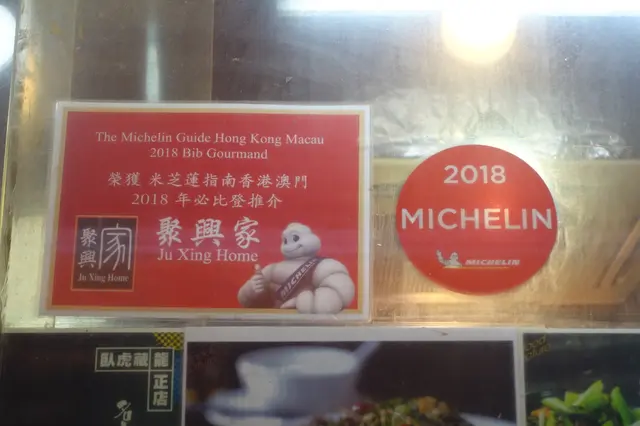 The Michelin Guide Hong Kong Macau
2018 Bib Gourmand
榮獲 米芝蓮指南香港澳門
2018 年必比登推介
聚興家
Ju Xing Home
聚興
家
Ju Xing Home
MICHELIN
2018
MICHELIN
MICHELIN
臥虎藏龍
正店